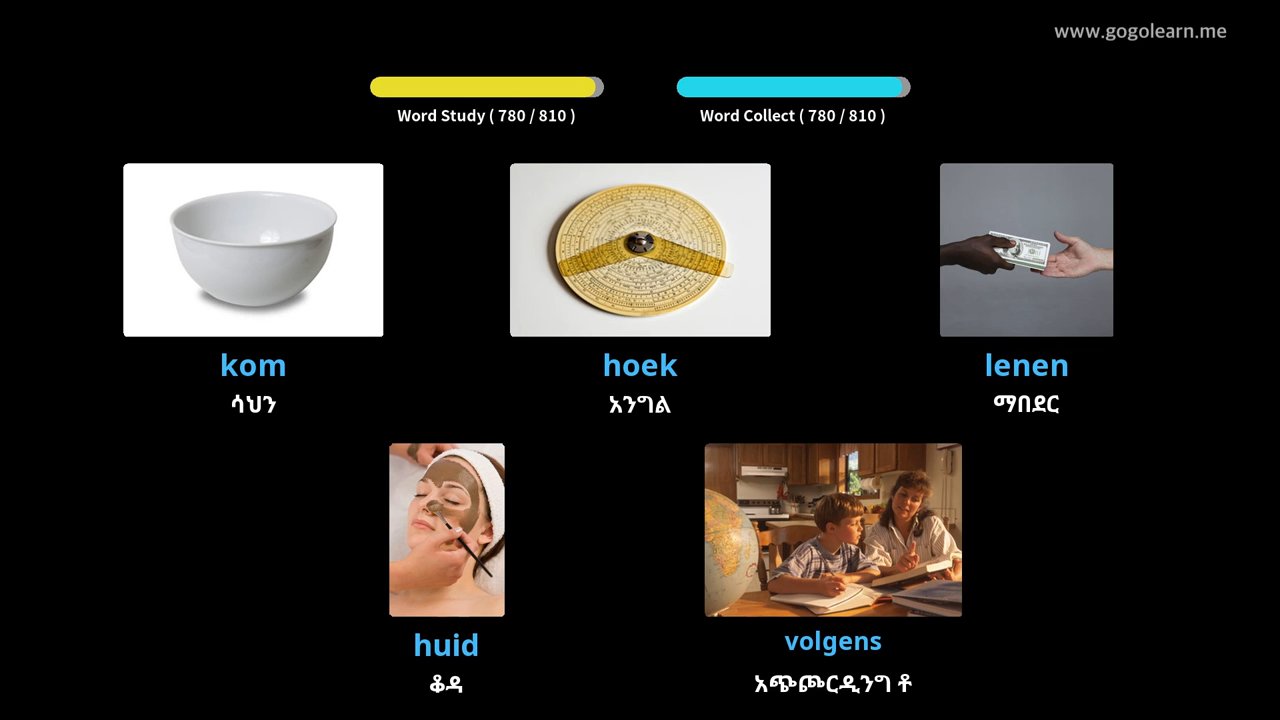 www.gogolearn.me
Word Study ( 780 / 810 )
Word Collect ( 780 / 810 )
kom
ሳህን
hoek
አንግል
lenen
ማበደር
huid
ቆዳ
volgens
አጭጮርዲንግ ቶ